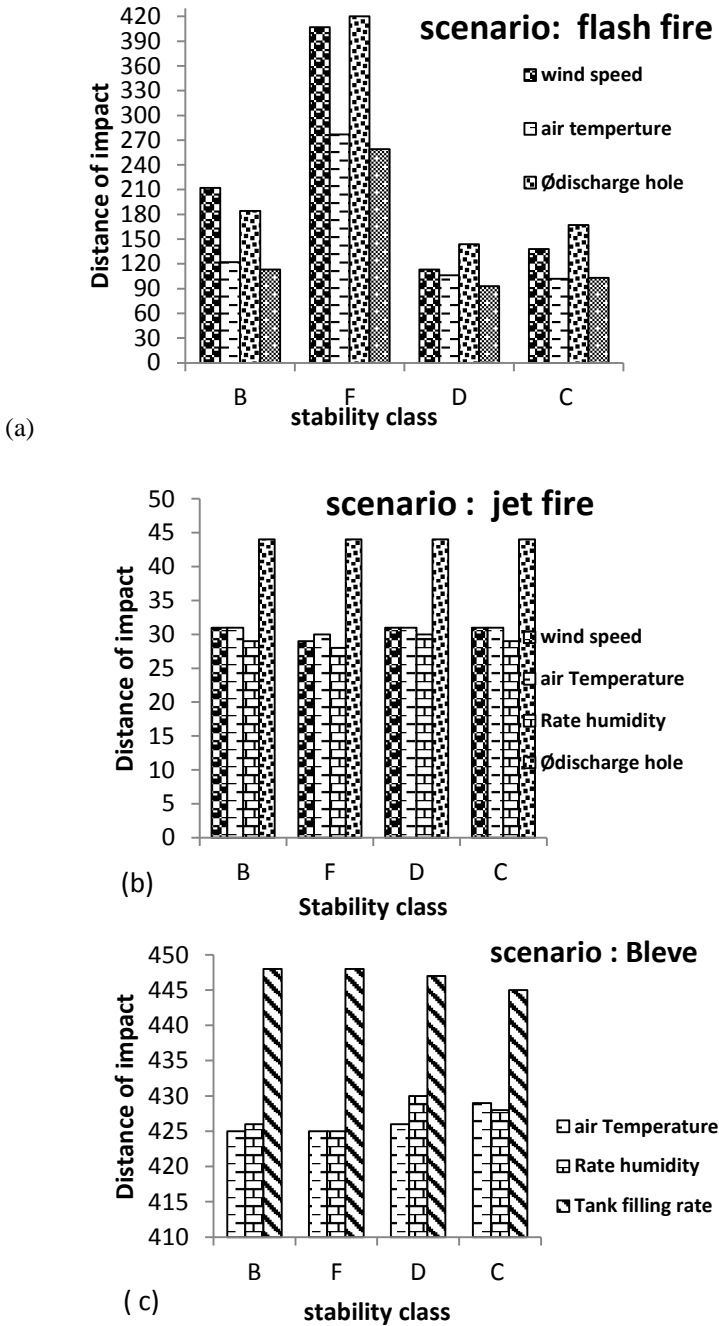 scenario: flash fire
420
390
360
330
300
270
240
210
180
150
120
90
60
30
0
Distance of impact
wind speed
air temperture
Ødischarge hole
B F D C
stability class
(a)
scenario : jet fire
50
45
40
35
30
25
20
15
10
5
0
Distance of impact
wind speed
air Temperature
Rate humidity
Ødischarge hole
B F D C
(b)
Stability class
scenario : Bleve
450
445
440
435
430
425
420
415
410
Distance of impact
air Temperature
Rate humidity
Tank filling rate
B F D C
( c)
stability class